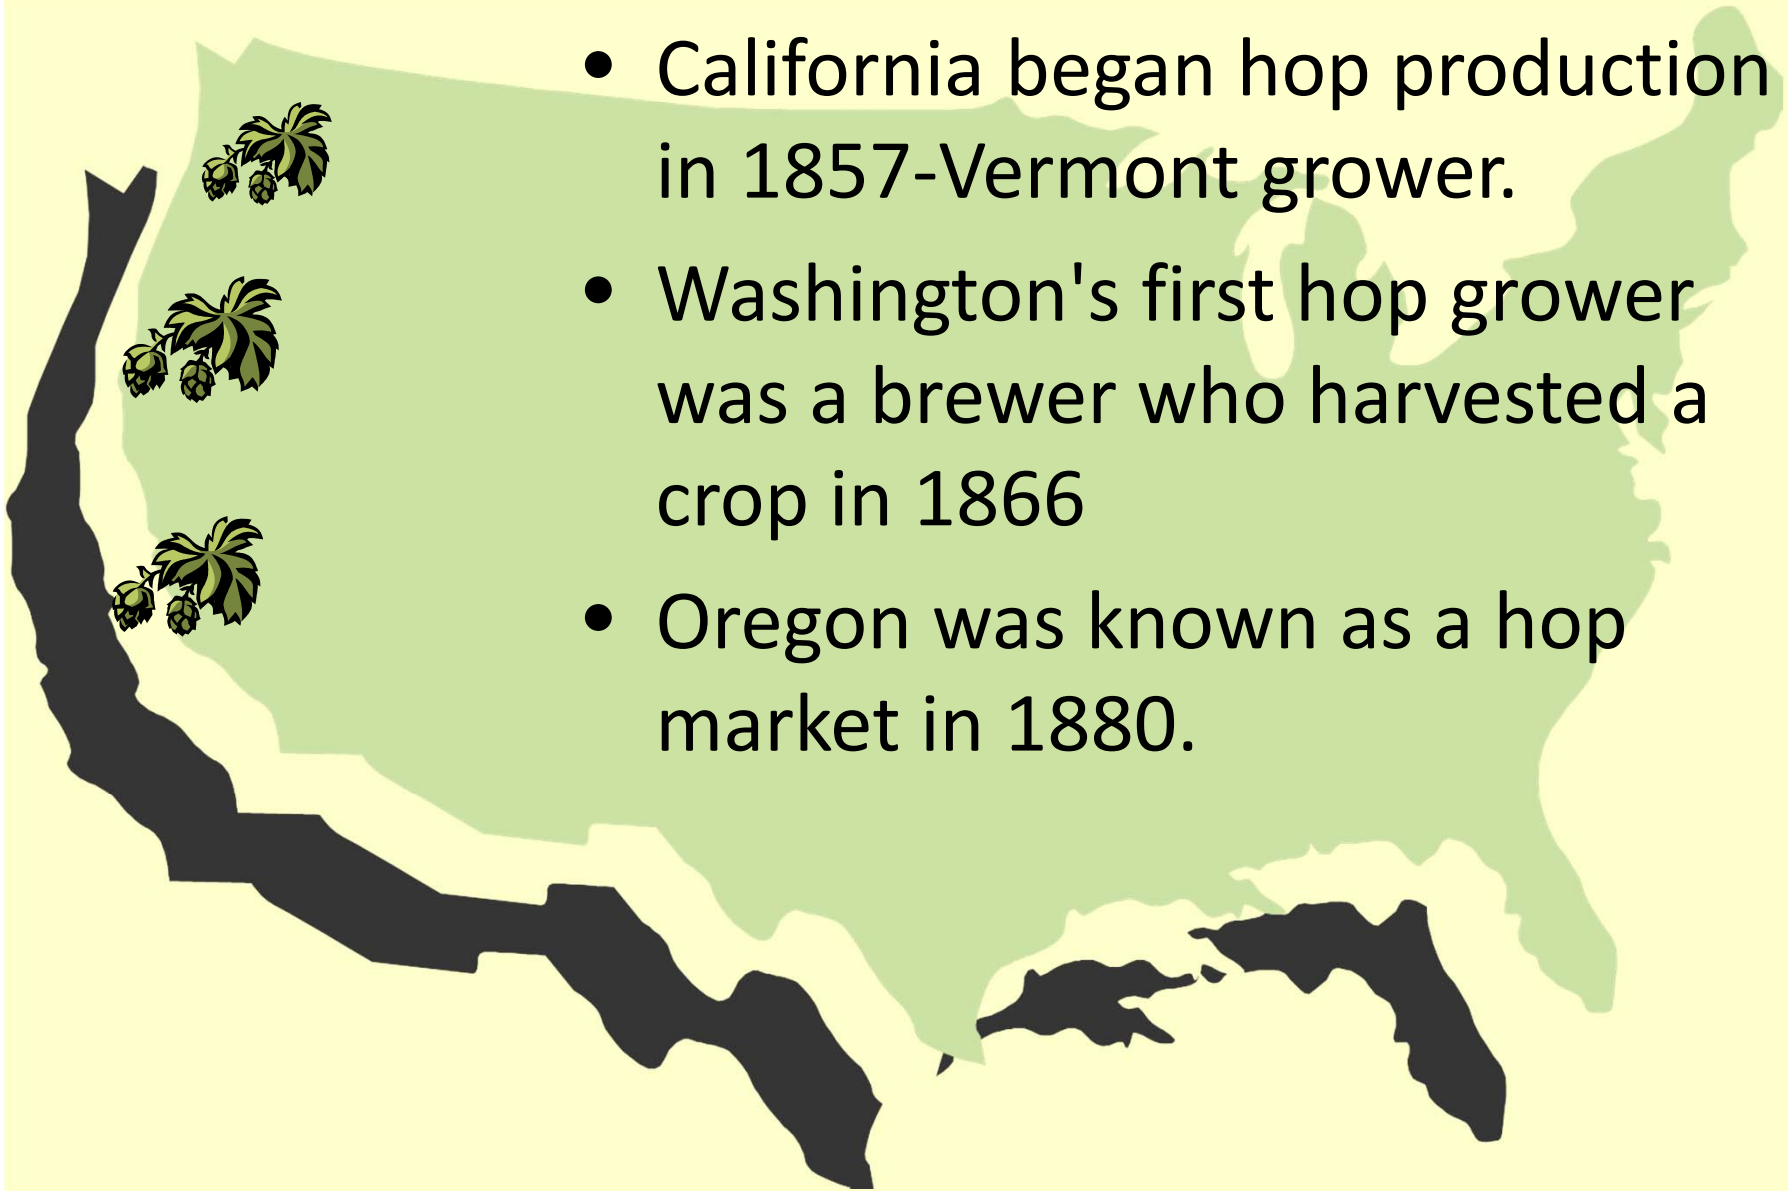 • California began hop production
in 1857-Vermont grower.
• Washington's first hop grower
was a brewer who harvested a
crop in 1866
• Oregon was known as a hop
market in 1880.